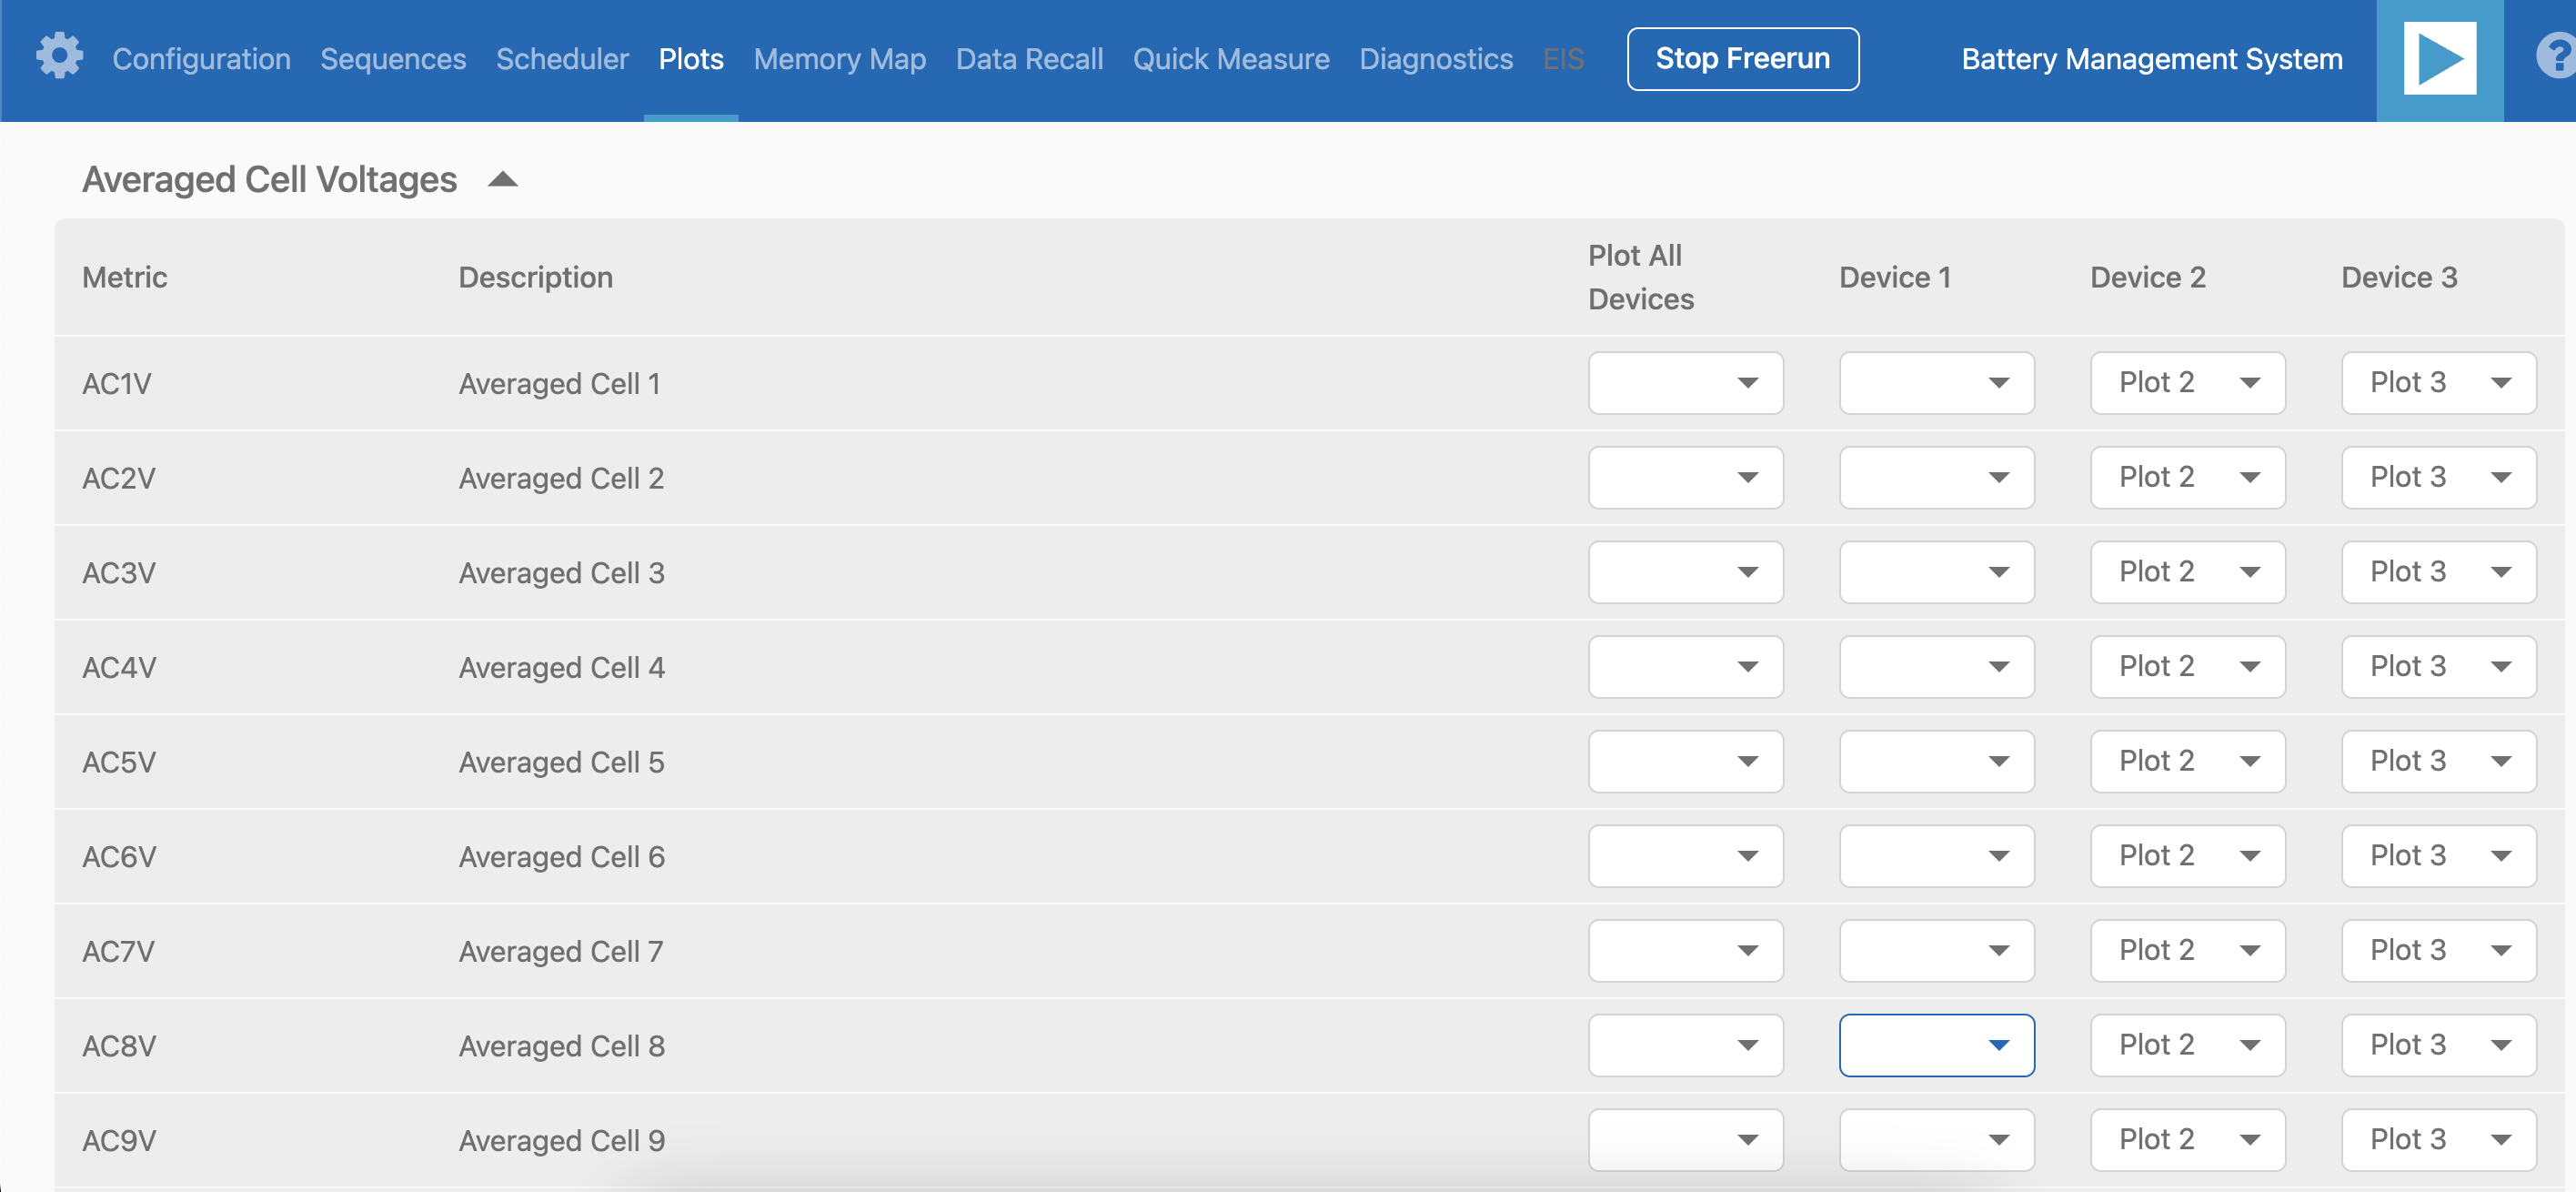 Configuration Sequences Scheduler Plots Memory Map Data Recall Quick Measure Diagnostics EIS Stop Freerun Battery Management System ?
Averaged Cell Voltages
Metric Description Plot All Devices Device 1 Device 2 Device 3
AC1V Averaged Cell 1 Plot 2 Plot 3
AC2V Averaged Cell 2 Plot 2 Plot 3
AC3V Averaged Cell 3 Plot 2 Plot 3
AC4V Averaged Cell 4 Plot 2 Plot 3
AC5V Averaged Cell 5 Plot 2 Plot 3
AC6V Averaged Cell 6 Plot 2 Plot 3
AC7V Averaged Cell 7 Plot 2 Plot 3
AC8V Averaged Cell 8 Plot 2 Plot 3
AC9V Averaged Cell 9 Plot 2 Plot 3